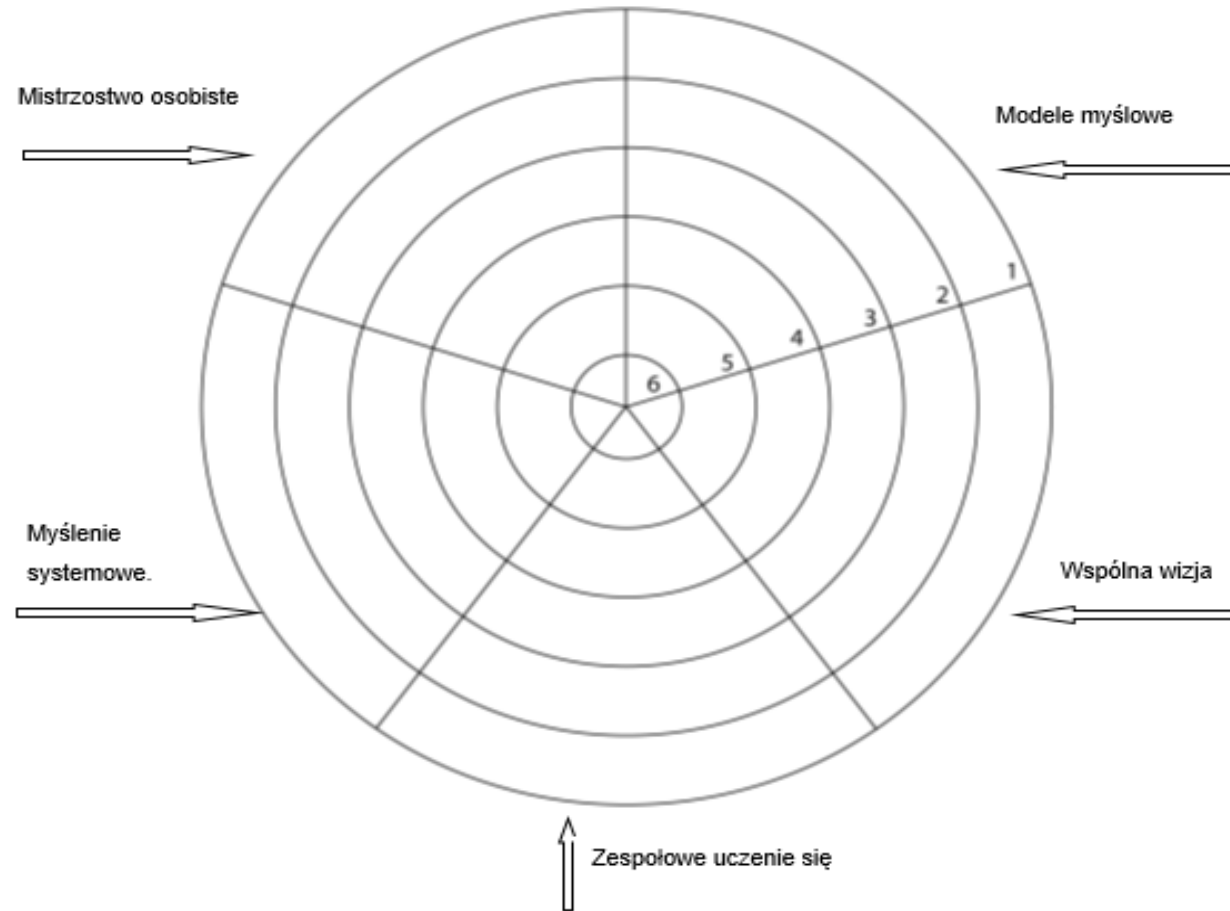 Mistrzostwo osobiste
Modele myślowe
1
2
3
4
5
6
Myślenie
systemowe.
Wspólna wizja
Zespołowe uczenie się